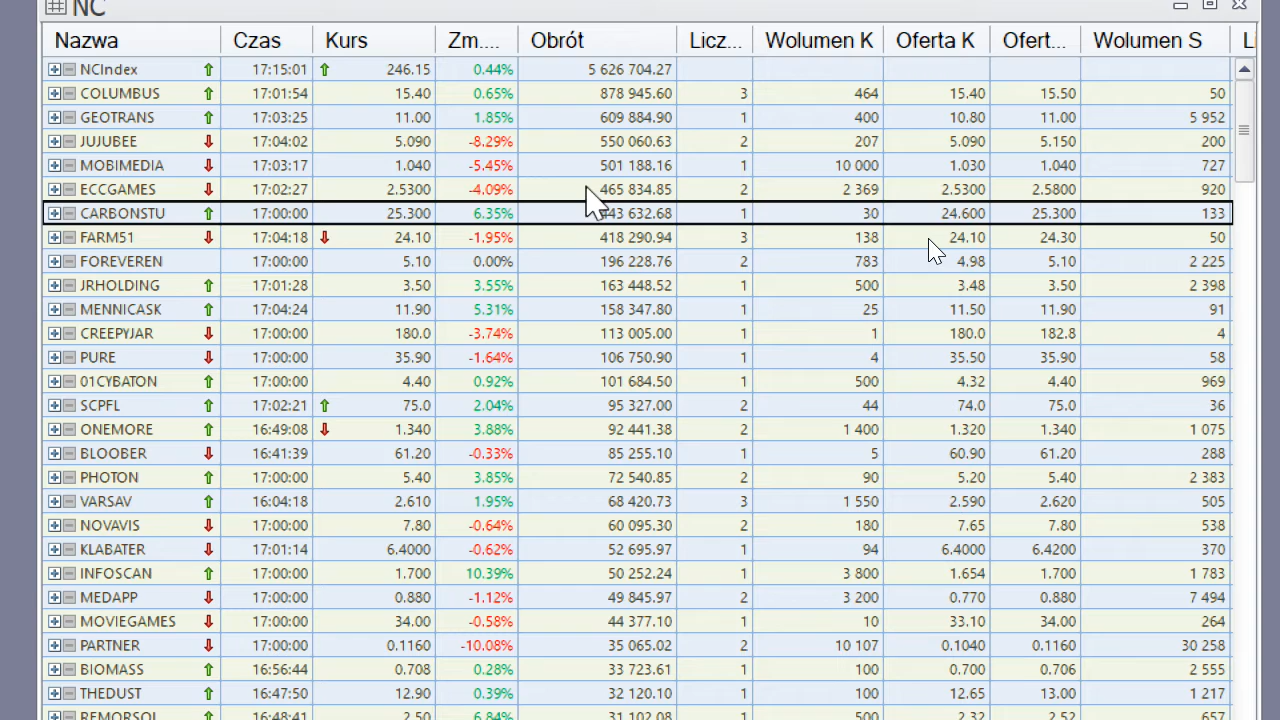 NC
Nazwa Czas Kurs Zm.... Obrót Licz... Wolumen K Oferta K Ofert... Wolumen S
NCIndex 17:15:01 246.15 0.44% 5 626 704.27
COLUMBUS 17:01:54 15.40 0.65% 878 945.60 3 464 15.40 15.50 50
GEOTRANS 17:03:25 11.00 1.85% 609 884.90 1 400 10.80 11.00 5 952
JUJUBEE 17:04:02 5.090 -8.29% 550 060.63 2 207 5.090 5.150 200
MOBIMEDIA 17:03:17 1.040 -5.45% 501 188.16 1 10 000 1.030 1.040 727
ECCGAMES 17:02:27 2.5300 -4.09% 465 834.85 2 2 369 2.5300 2.5800 920
CARBONSTU 17:00:00 25.300 6.35% 632.68 1 30 24.600 25.300 133
FARM51 17:04:18 24.10 -1.95% 418 290.94 3 138 24.10 24.30 50
FOREVEREN 17:00:00 5.10 0.00% 196 228.76 2 783 4.98 5.10 2 225
JRHOLDING 17:01:28 3.50 3.55% 163 448.52 1 500 3.48 3.50 2 398
MENNICASK 17:04:24 11.90 5.31% 158 347.80 1 25 11.50 11.90 91
CREEPYJAR 17:00:00 180.0 -3.74% 113 005.00 1 1 180.0 182.8 4
PURE 17:00:00 35.90 -1.64% 106 750.90 1 4 35.50 35.90 58
01CYBATON 17:00:00 4.40 0.92% 101 684.50 1 500 4.32 4.40 969
SCPFL 17:02:21 75.0 2.04% 95 327.00 2 44 74.0 75.0 36
ONEMORE 16:49:08 1.340 3.88% 92 441.38 2 1 400 1.320 1.340 1 075
BLOOBER 16:41:39 61.20 -0.33% 85 255.10 1 5 60.90 61.20 288
PHOTON 17:00:00 5.40 3.85% 72 540.85 2 90 5.20 5.40 2 383
VARSAV 16:04:18 2.610 1.95% 68 420.73 3 1 550 2.590 2.620 505
NOVAVIS 17:00:00 7.80 -0.64% 60 095.30 2 180 7.65 7.80 538
KLABATER 17:01:14 6.4000 -0.62% 52 695.97 1 94 6.4000 6.4200 370
INFOSCAN 17:00:00 1.700 10.39% 50 252.24 1 3 800 1.654 1.700 1 783
MEDAPP 17:00:00 0.880 -1.12% 49 845.97 2 3 200 0.770 0.880 7 494
MOVIEGAMES 17:00:00 34.00 -0.58% 44 377.10 1 10 33.10 34.00 264
PARTNER 17:00:00 0.1160 -10.08% 35 065.02 2 10 107 0.1040 0.1160 30 258
BIOMASS 16:56:44 0.708 0.28% 33 723.61 1 100 0.700 0.706 2 555
THEDUST 16:47:50 12.90 0.39% 32 120.10 1 100 12.65 13.00 1 217
REMORSOL 16:48:41 2.50 6.84% 31 102.08 1 500 2.32 2.52 657